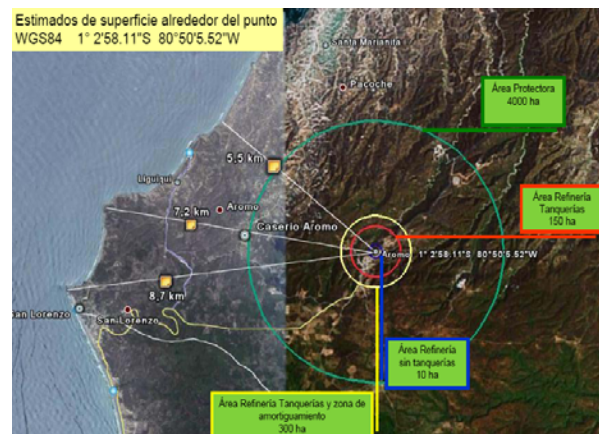 Estimados de superficie alrededor del punto
WGS84 1° 2'58.11"S 80°50'5.52"W
Santa Marianita
Pacoche
Área Protectora
4000 ha
5.5 km
Liguiqui
Aromo
7,2 km
Caserio Aromo
Área Refinería
Tanquerías
150 ha
Aromo 1° 2'58.11"S 80°50'5.52"W
8,7 km
San Lorenzo
San Lorenzo
Área Refinería
sin tanquerías
10 ha
Área Refinería Tanquerías y zona de
amortiguamiento
300 ha